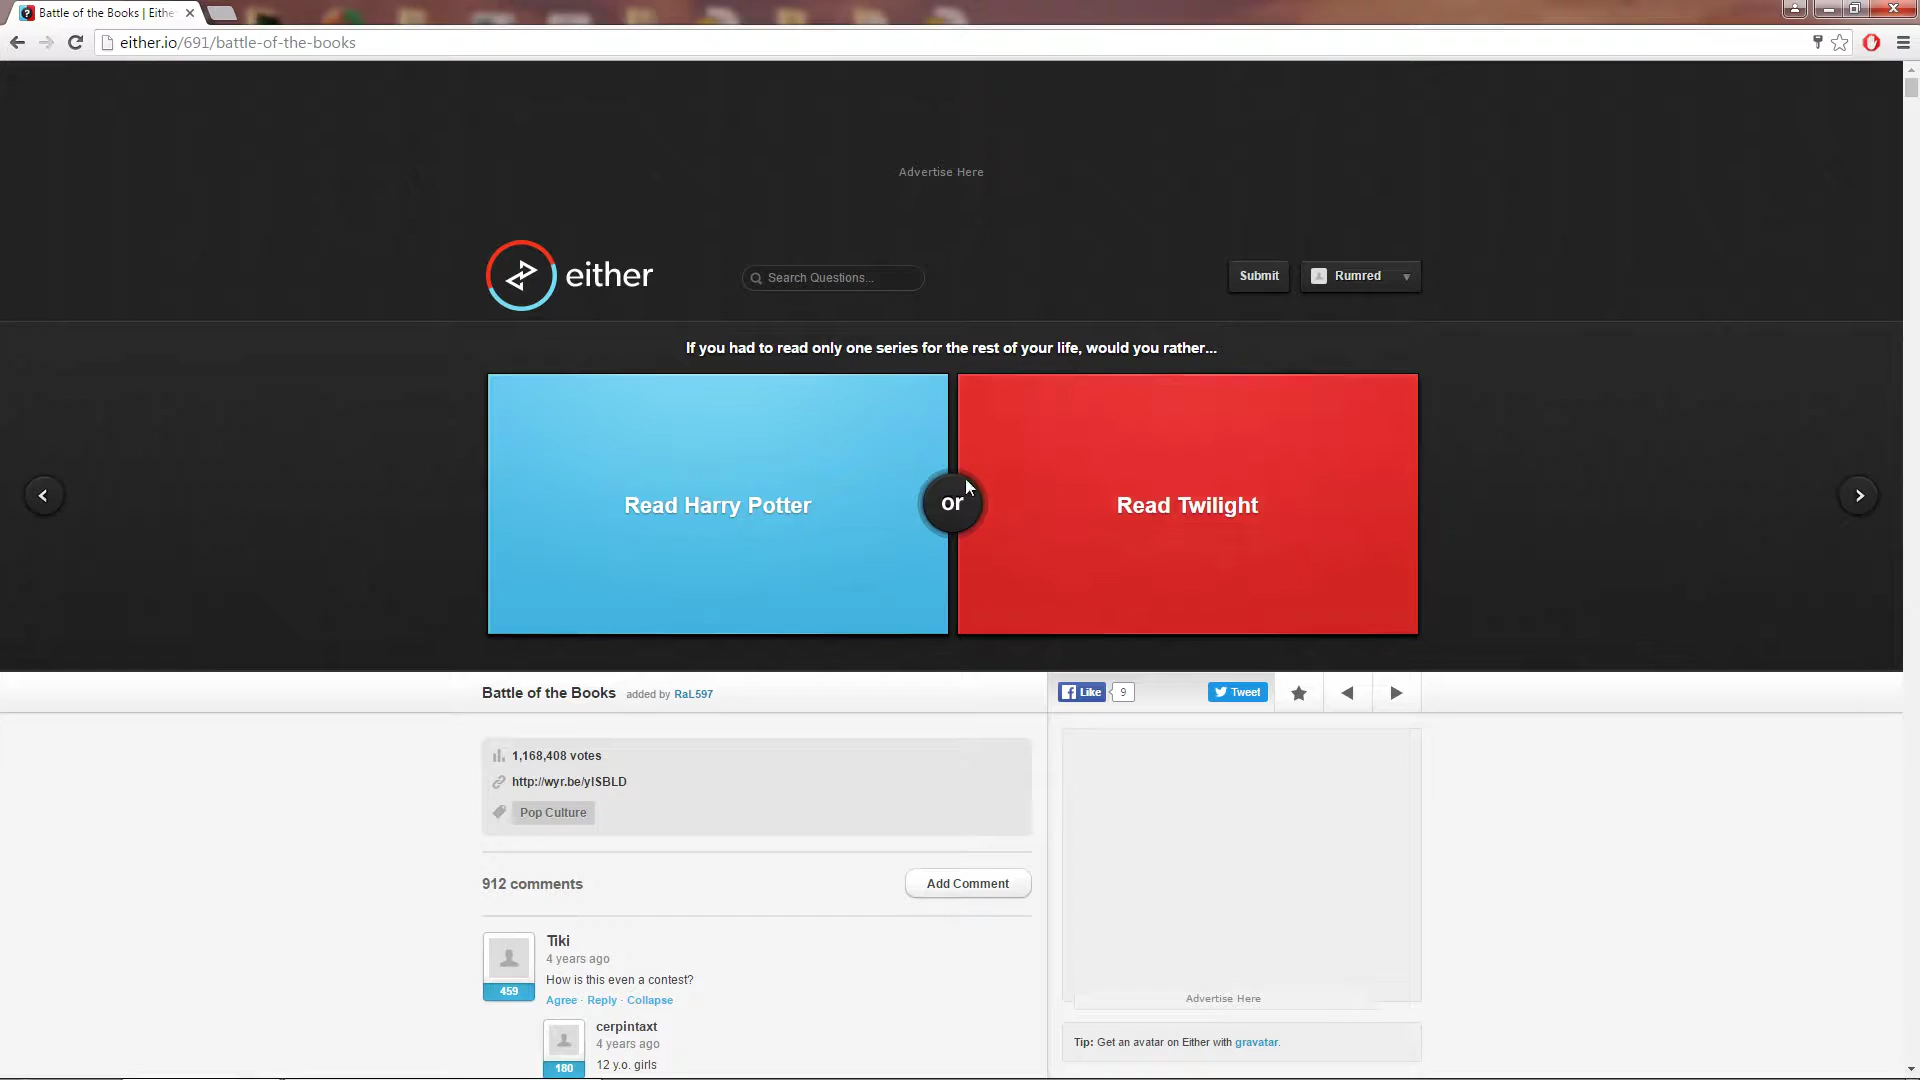 Battle of the Books | Eithe
either.io/691/battle-of-the-books
Advertise Here
either
Search Questions...
Submit
Rumred
If you had to read only one series for the rest of your life, would you rather...
Read Harry Potter
or
Read Twilight
Battle of the Books added by RaL597
Like 9
Tweet
1,168,408 votes
http://wyr.be/ylSBLD
Pop Culture
912 comments
Add Comment
Tiki
4 years ago
How is this even a contest?
459
Agree · Reply · Collapse
cerpintaxt
4 years ago
12 y.o. girls
180
Advertise Here
Tip: Get an avatar on Either with gravatar.